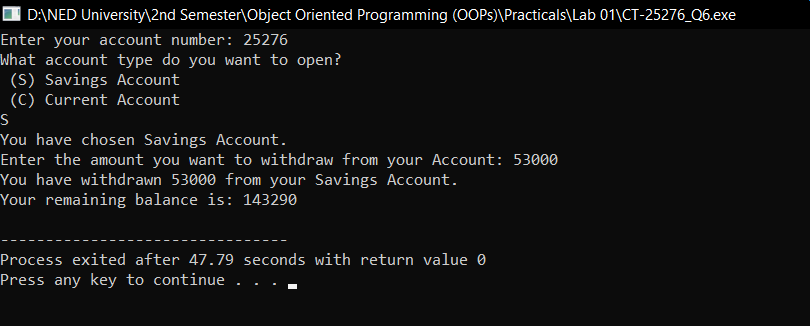 D:\NED University\2nd Semester\Object Oriented Programming (OOPs)\Practicals\Lab 01\CT-25276_Q6.exe
Enter your account number: 25276
What account type do you want to open?
 (S) Savings Account
 (C) Current Account
S
You have chosen Savings Account.
Enter the amount you want to withdraw from your Account: 53000
You have withdrawn 53000 from your Savings Account.
Your remaining balance is: 143290

--------------------------------
Process exited after 47.79 seconds with return value 0
Press any key to continue . . .